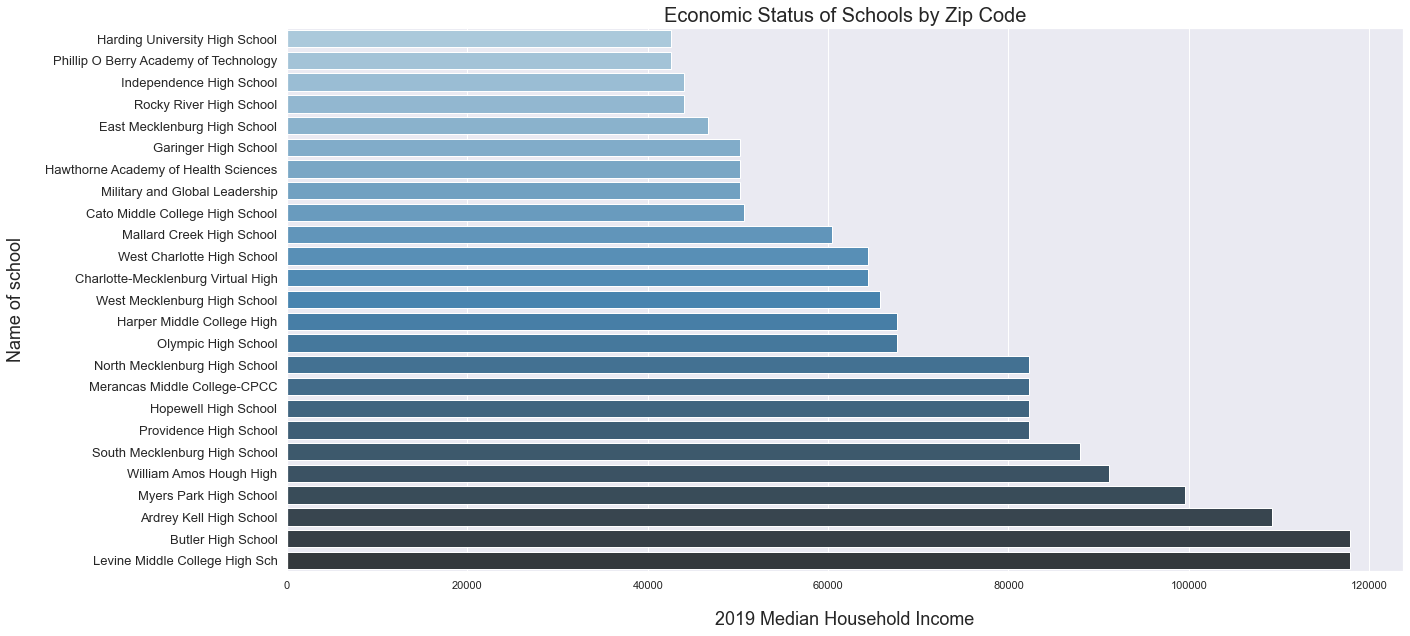 Economic Status of Schools by Zip Code
Name of school
Harding University High School
Phillip O Berry Academy of Technology
Independence High School
Rocky River High School
East Mecklenburg High School
Garinger High School
Hawthorne Academy of Health Sciences
Military and Global Leadership
Cato Middle College High School
Mallard Creek High School
West Charlotte High School
Charlotte-Mecklenburg Virtual High
West Mecklenburg High School
Harper Middle College High
Olympic High School
North Mecklenburg High School
Merancas Middle College-CPCC
Hopewell High School
Providence High School
South Mecklenburg High School
William Amos Hough High
Myers Park High School
Ardrey Kell High School
Butler High School
Levine Middle College High Sch
0 20000 40000 60000 80000 100000 120000
2019 Median Household Income